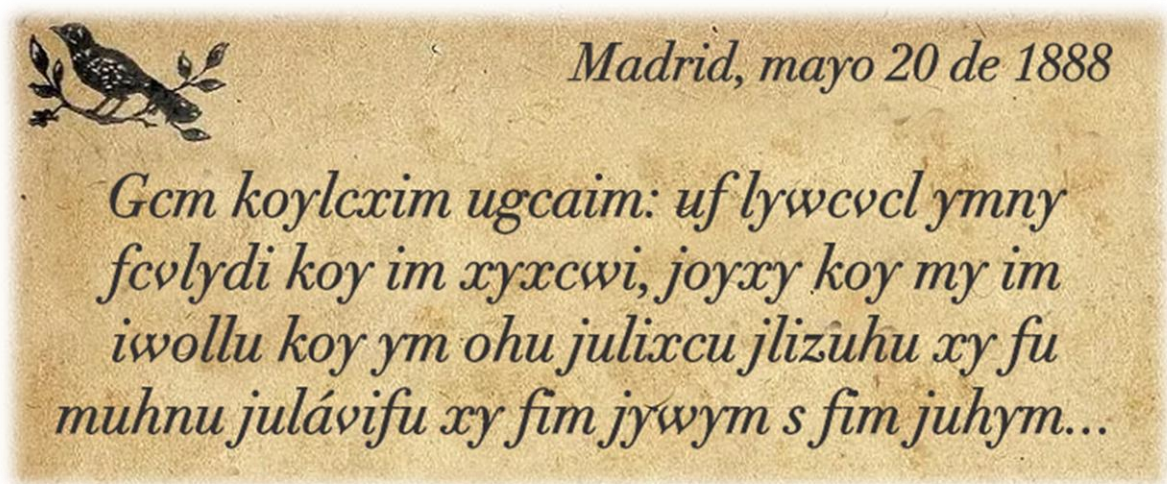 Madrid, mayo 20 de 1888
Gcm koylcxim ugcaim: uf lywcvcl ymny
fcvlydi koy im xyxcwi, joyxy koy my im
iwollu koy ym ohu julixcu jlizuhu xy fu
muhnu julávifu xy fim jywym s fim juhym...